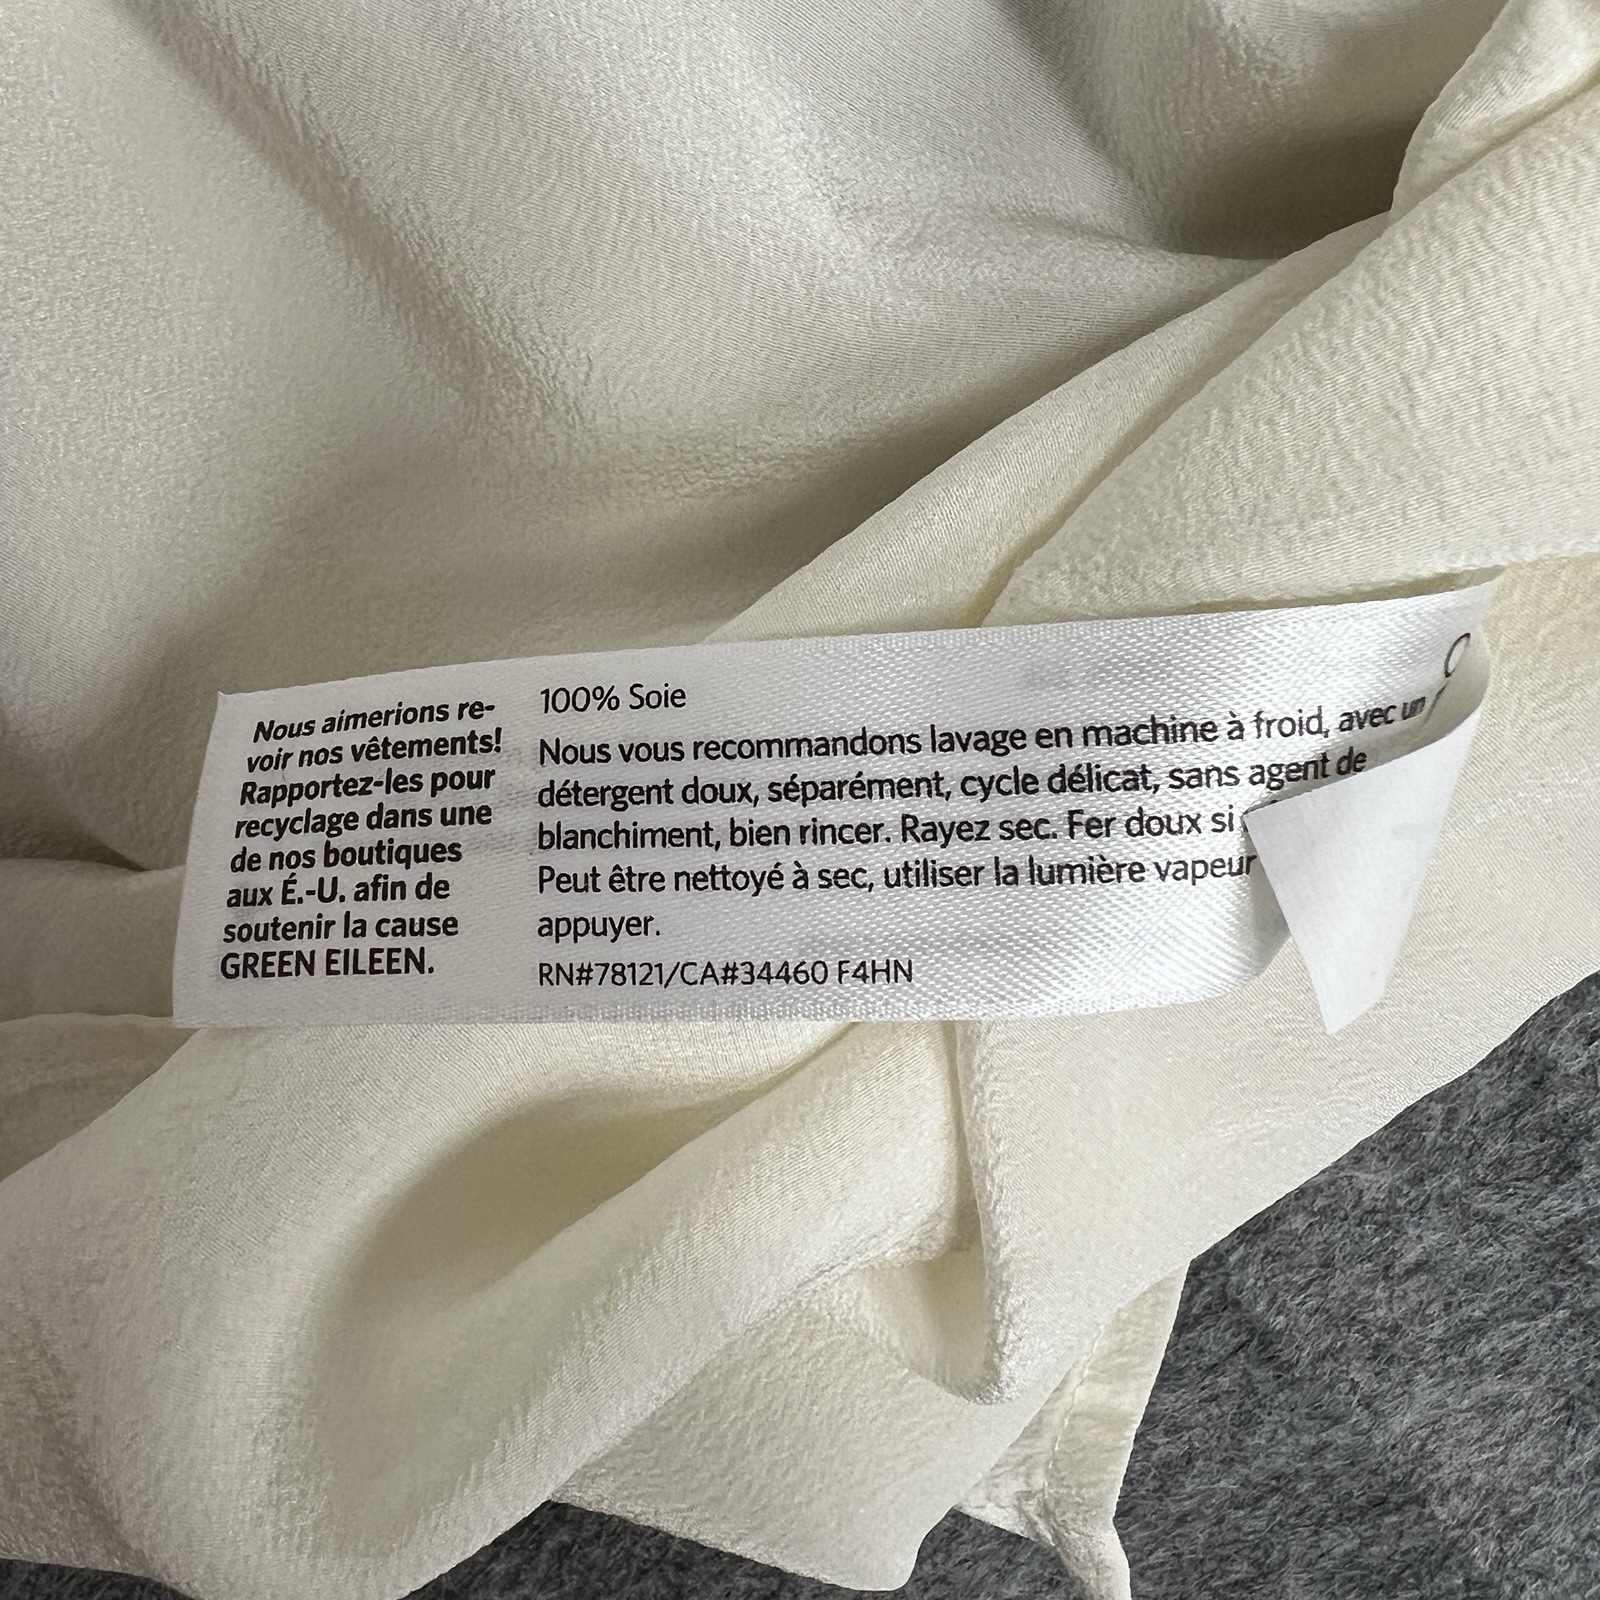 Nous aimerions re-
voir nos vêtements!
Rapportez-les pour
recyclage dans une
de nos boutiques
aux É.-U. afin de
soutenir la cause
GREEN EILEEN.
100% Soie
Nous vous recommandons lavage en machine à froid, avec un
détergent doux, séparément, cycle délicat, sans agent de
blanchiment, bien rincer. Rayez sec. Fer doux si
Peut être nettoyé à sec, utiliser la lumière vapeur
appuyer.
RN#78121/CA#34460 F4HN